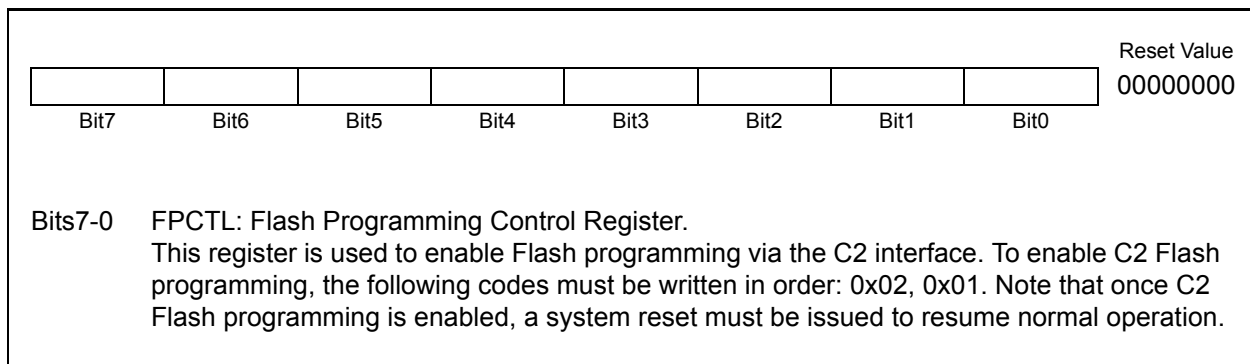 Reset Value
00000000
Bit7 Bit6 Bit5 Bit4 Bit3 Bit2 Bit1 Bit0
Bits7-0 FPCTL: Flash Programming Control Register.
This register is used to enable Flash programming via the C2 interface. To enable C2 Flash
programming, the following codes must be written in order: 0x02, 0x01. Note that once C2
Flash programming is enabled, a system reset must be issued to resume normal operation.